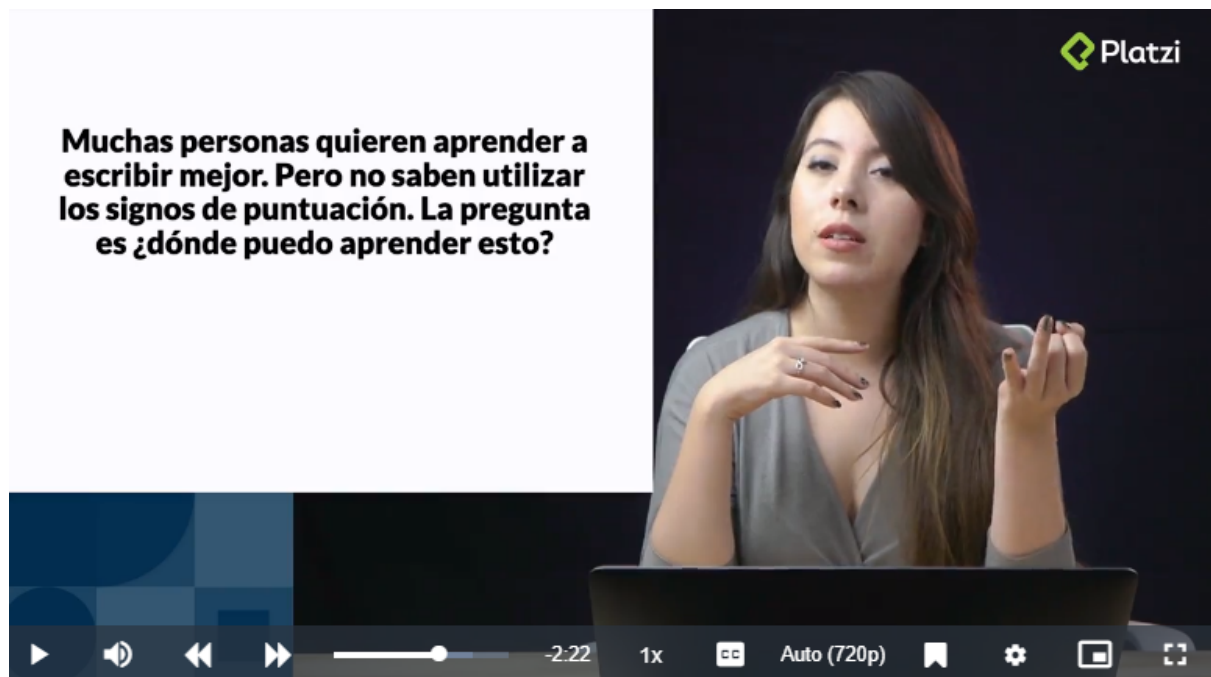 Platzi
Muchas personas quieren aprender a
escribir mejor. Pero no saben utilizar
los signos de puntuación. La pregunta
es ¿dónde puedo aprender esto?
-2:22
1x
CC
Auto (720p)